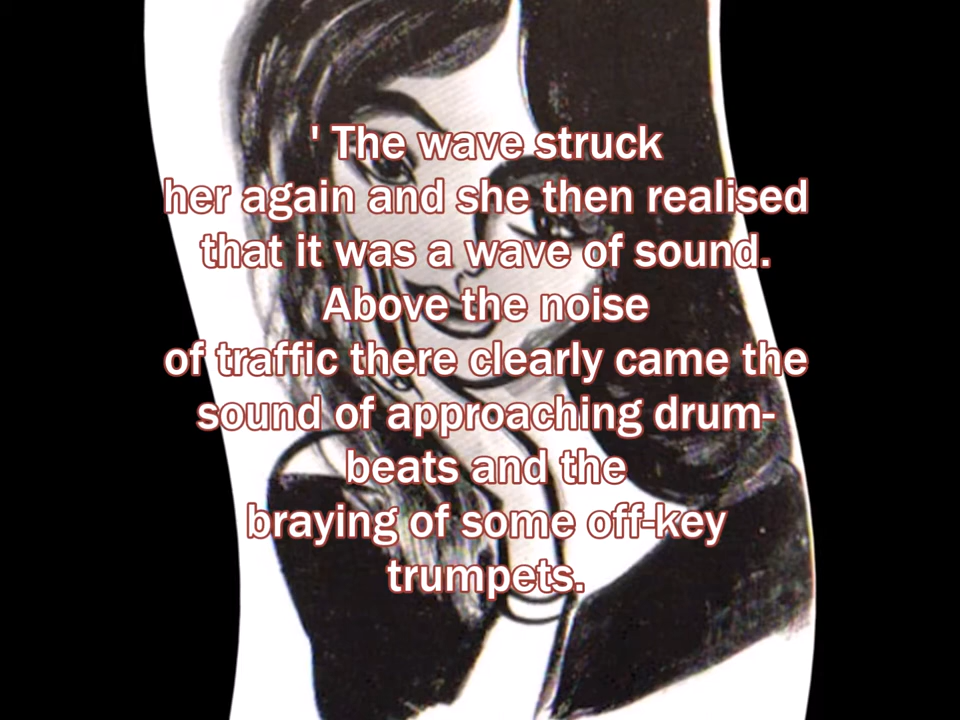 ' The wave struck
her again and she then realised
that it was a wave of sound.
Above the noise
of traffic there clearly came the
sound of approaching drum-
beats and the
braying of some off-key
trumpets.